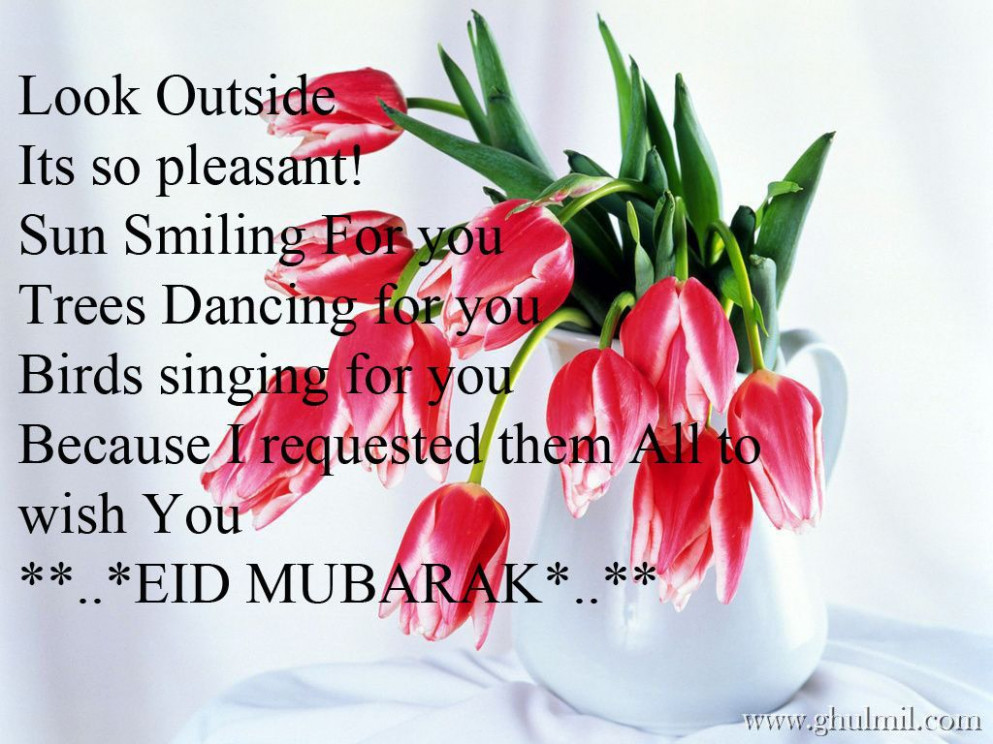 Look Outside
Its so pleasant!
Sun Smiling For you
Trees Dancing for you
Birds singing for you
Because I requested them All to
wish You
**..*EID MUBARAK*..**
www.ghulmil.com